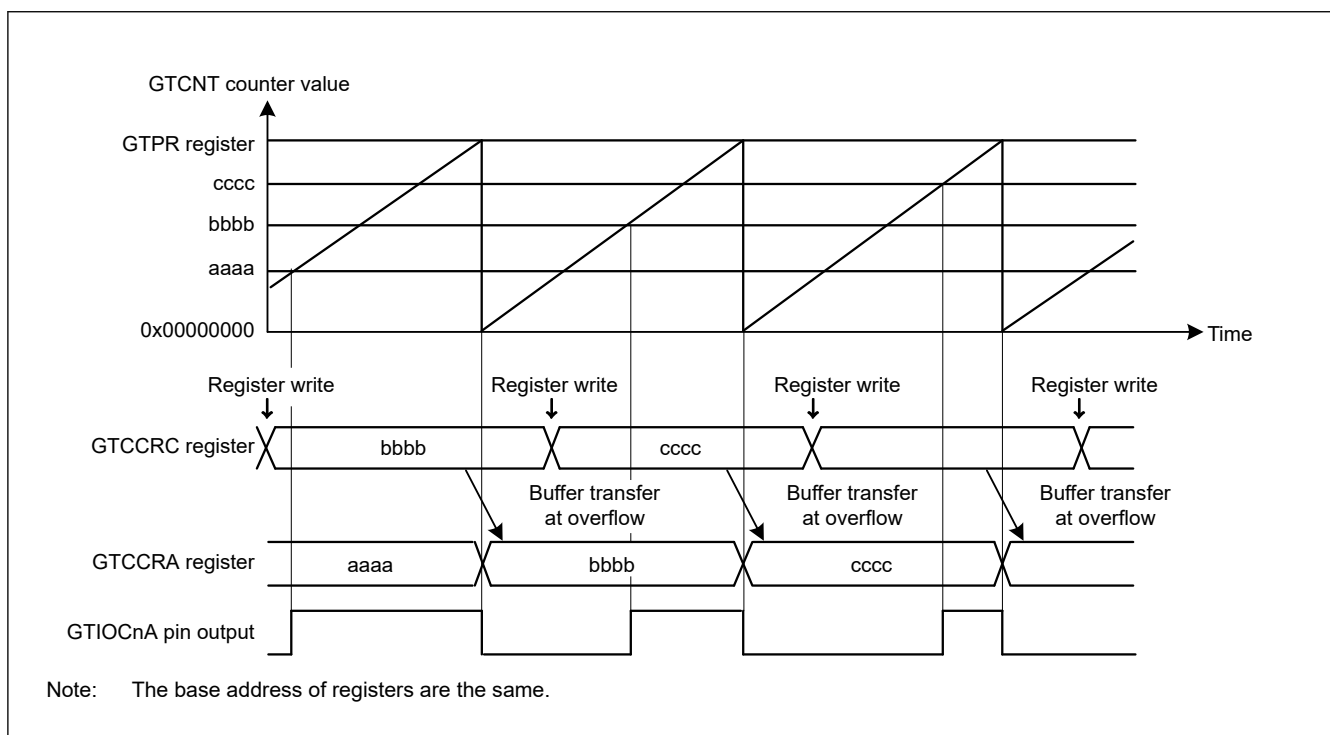 GTCNT counter value
GTPR register
cccc
bbbb
aaaa
0x00000000
Time
Register write
Register write
Register write
Register write
GTCCRC register
bbbb
cccc
Buffer transfer
at overflow
Buffer transfer
at overflow
Buffer transfer
at overflow
GTCCRA register
aaaa
bbbb
cccc
GTIOCnA pin output
Note: The base address of registers are the same.